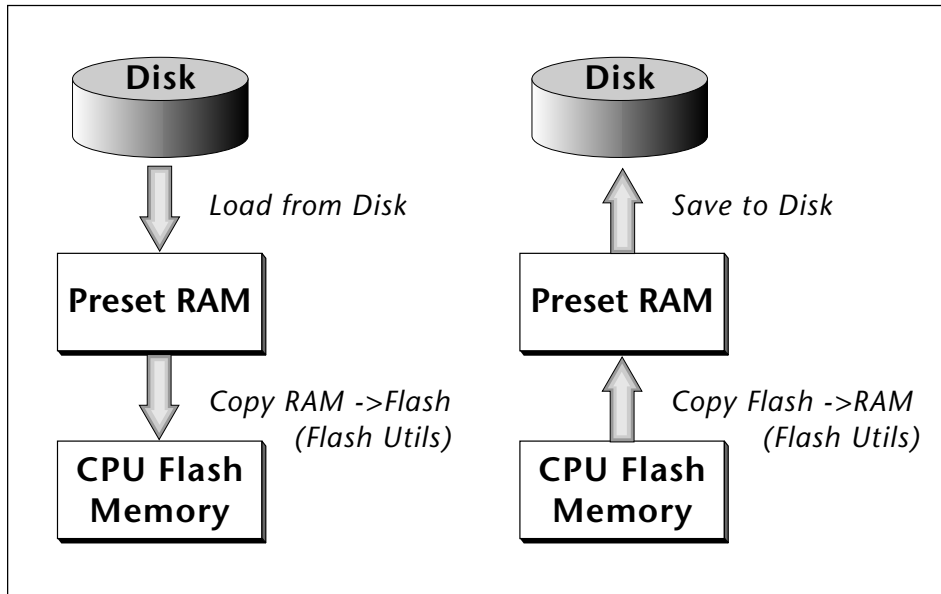 Disk
Load from Disk
Preset RAM
Copy RAM ->Flash
(Flash Utils)
CPU Flash
Memory
Disk
Save to Disk
Preset RAM
Copy Flash ->RAM
(Flash Utils)
CPU Flash
Memory